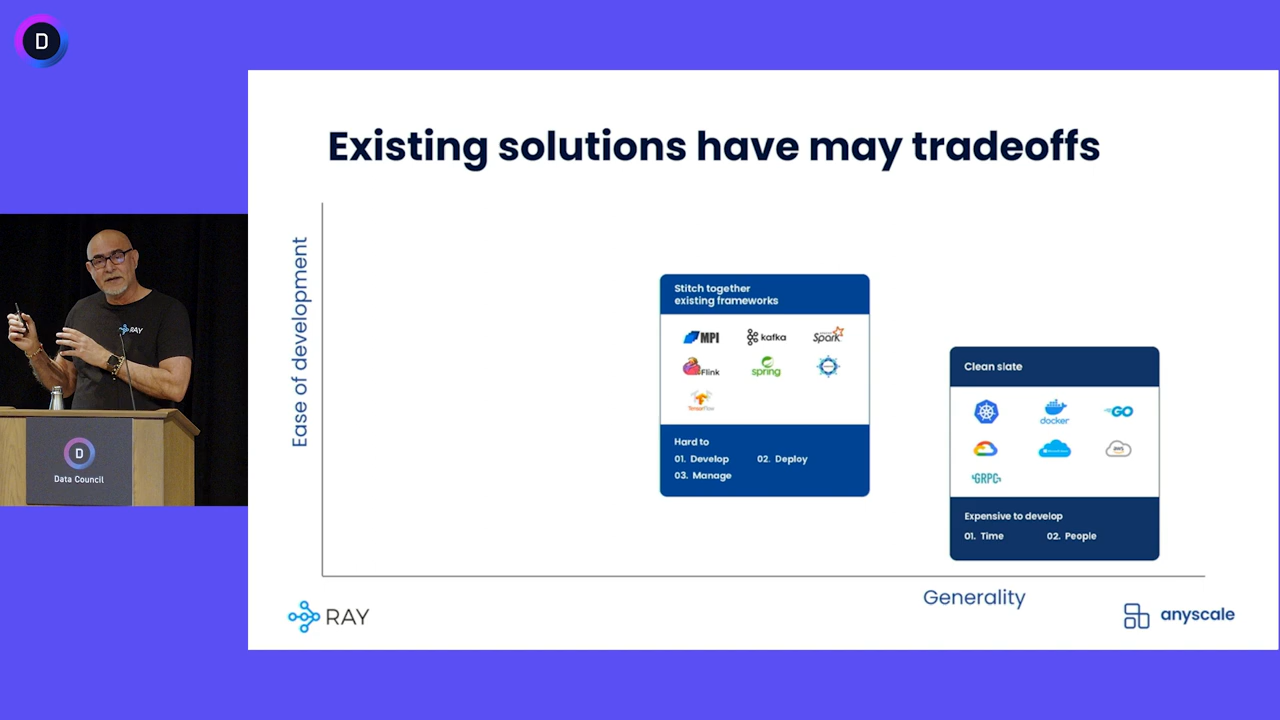 D
Existing solutions have may tradeoffs
Ease of development
Stitch together
existing frameworks
MPI
kafka
Spark
Flink
spring
TensorFlow
Hard to
01. Develop
02. Deploy
03. Manage
Clean slate
docker
GO
aws
GRPC
Expensive to develop
01. Time
02. People
Generality
RAY
anyscale
RAY
D
Data Council